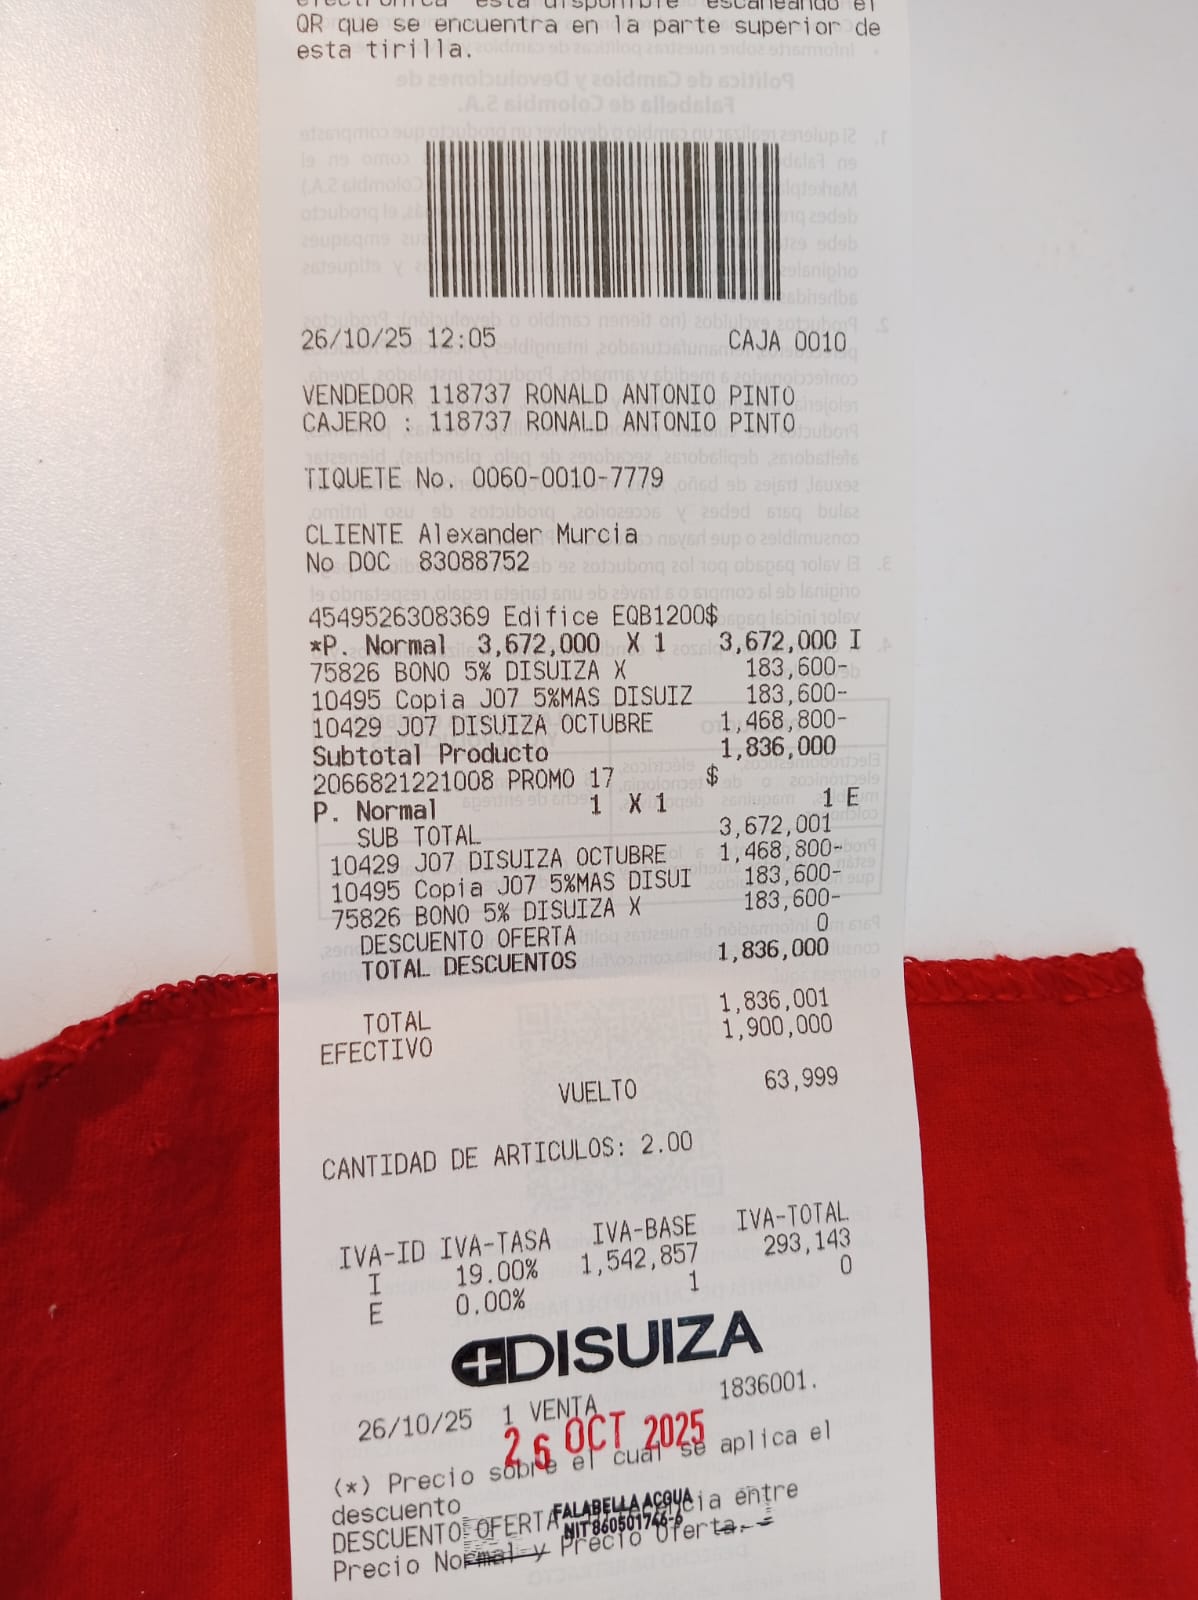 electrónica está disponible escaneando el
QR que se encuentra en la parte superior de
esta tirilla.
26/10/25 12:05 CAJA 0010
VENDEDOR 118737 RONALD ANTONIO PINTO
CAJERO : 118737 RONALD ANTONIO PINTO
TIQUETE No. 0060-0010-7779
CLIENTE Alexander Murcia
No DOC 83088752
4549526308369 Edifice EQB1200$
*P. Normal 3,672,000 X 1 3,672,000 I
75826 BONO 5% DISUIZA X 183,600-
10495 Copia J07 5%MAS DISUIZ 183,600-
10429 J07 DISUIZA OCTUBRE 1,468,800-
Subtotal Producto 1,836,000
2066821221008 PROMO 17 $
P. Normal 1 X 1 1 E
SUB TOTAL 3,672,001
10429 J07 DISUIZA OCTUBRE 1,468,800-
10495 Copia J07 5%MAS DISUI 183,600-
75826 BONO 5% DISUIZA X 183,600-
DESCUENTO OFERTA 0
TOTAL DESCUENTOS 1,836,000
TOTAL 1,836,001
EFECTIVO 1,900,000
VUELTO 63,999
CANTIDAD DE ARTICULOS: 2.00
IVA-ID IVA-TASA IVA-BASE IVA-TOTAL
I 19.00% 1,542,857 293,143
E 0.00% 1 0
DISUIZA
26/10/25 1 VENTA 1836001.
26 OCT 2025
(*) Precio sobre el cual se aplica el
descuento
FALABELLA ACQUA
NIT 860501746-6
DESCUENTO OFERTA entre
Precio Normal y Precio Oferta.